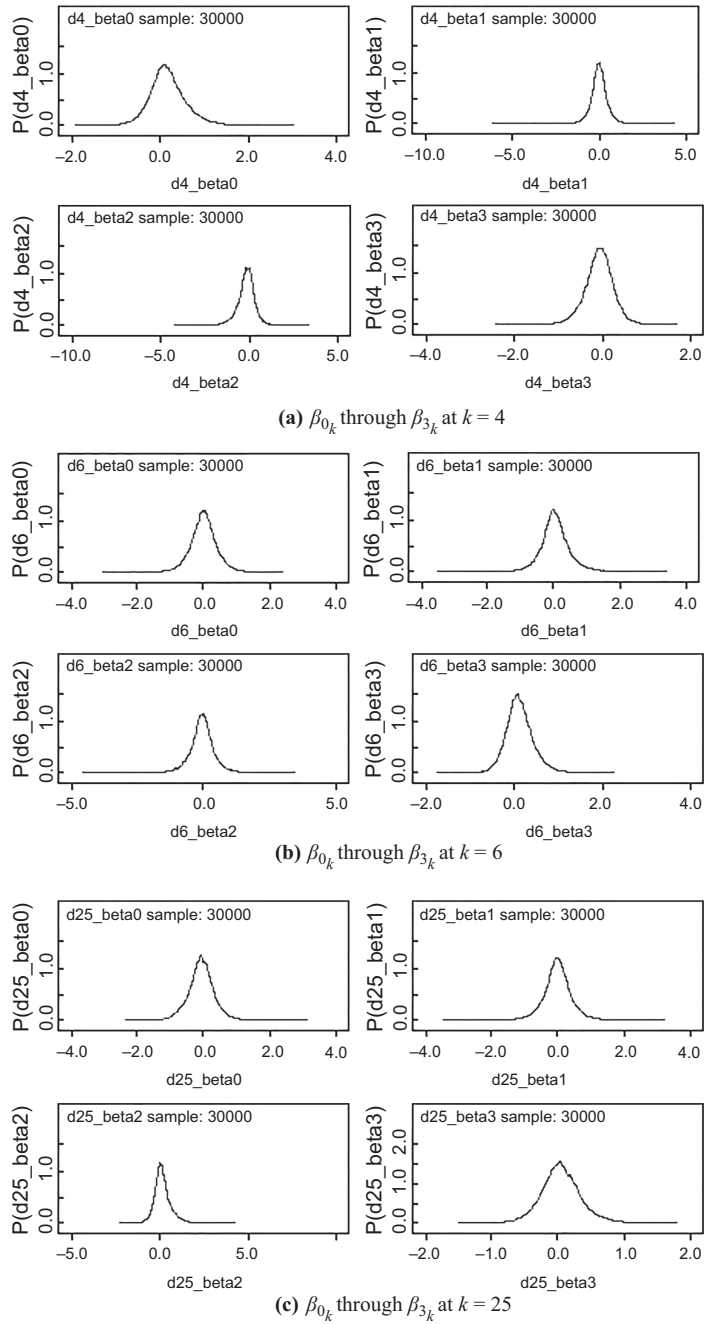 d4_beta0 sample: 30000
P(d4_beta0)
1.0
0.0
–2.0 0.0 2.0 4.0
d4_beta0
d4_beta1 sample: 30000
P(d4_beta1)
1.0
0.0
–10.0 –5.0 0.0 5.0
d4_beta1
d4_beta2 sample: 30000
P(d4_beta2)
1.0
0.0
–10.0 –5.0 0.0 5.0
d4_beta2
d4_beta3 sample: 30000
P(d4_beta3)
1.0
0.0
–4.0 –2.0 0.0 2.0
d4_beta3
(a) β0k through β3k at k = 4
d6_beta0 sample: 30000
P(d6_beta0)
1.0
0.0
–4.0 –2.0 0.0 2.0 4.0
d6_beta0
d6_beta1 sample: 30000
P(d6_beta1)
1.0
0.0
–4.0 –2.0 0.0 2.0 4.0
d6_beta1
d6_beta2 sample: 30000
P(d6_beta2)
1.0
0.0
–5.0 0.0 5.0
d6_beta2
d6_beta3 sample: 30000
P(d6_beta3)
1.0
0.0
–2.0 0.0 2.0 4.0
d6_beta3
(b) β0k through β3k at k = 6
d25_beta0 sample: 30000
P(d25_beta0)
1.0
0.0
–4.0 –2.0 0.0 2.0 4.0
d25_beta0
d25_beta1 sample: 30000
P(d25_beta1)
1.0
0.0
–4.0 –2.0 0.0 2.0 4.0
d25_beta1
d25_beta2 sample: 30000
P(d25_beta2)
1.0
0.0
–5.0 0.0 5.0
d25_beta2
d25_beta3 sample: 30000
P(d25_beta3)
2.0
1.0
0.0
–2.0 –1.0 0.0 1.0 2.0
d25_beta3
(c) β0k through β3k at k = 25